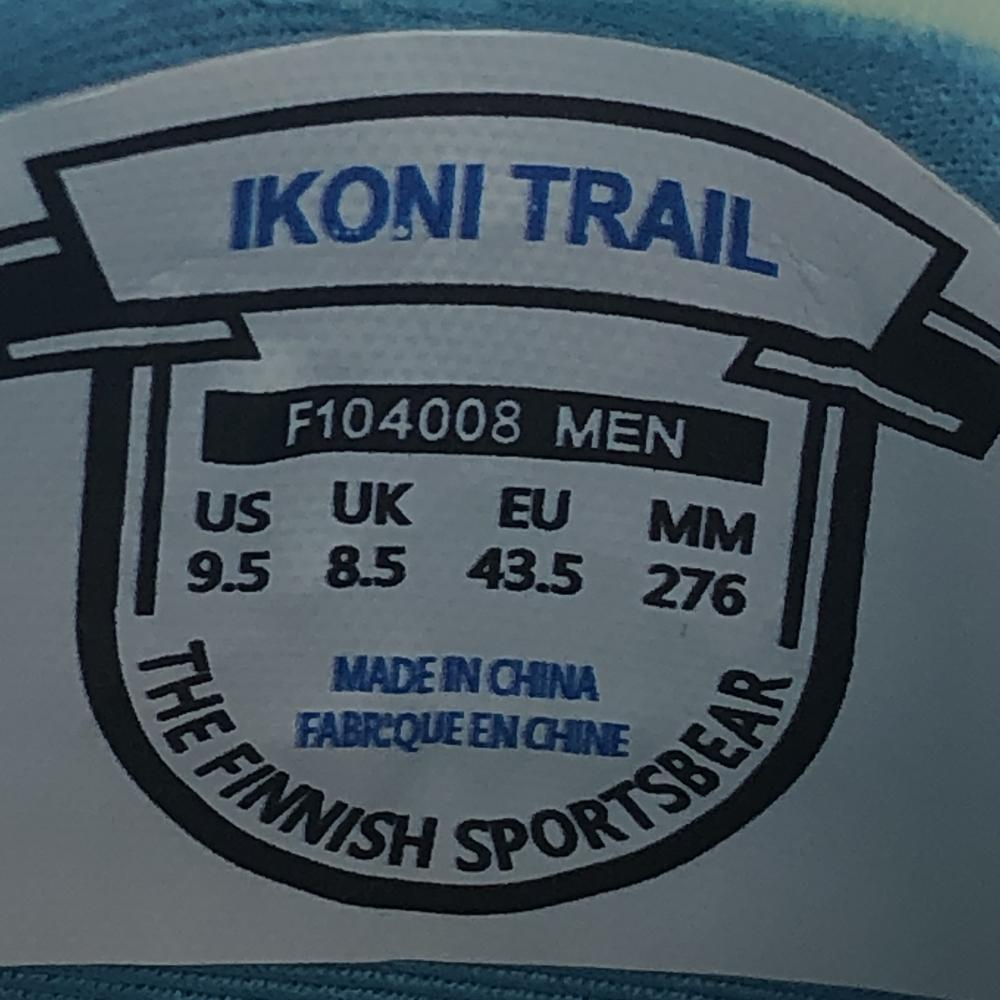 IKONI TRAIL
F104008 MEN
US UK EU MM
9.5 8.5 43.5 276
MADE IN CHINA
FABRIQUE EN CHINE
THE FINNISH SPORTSBEAR